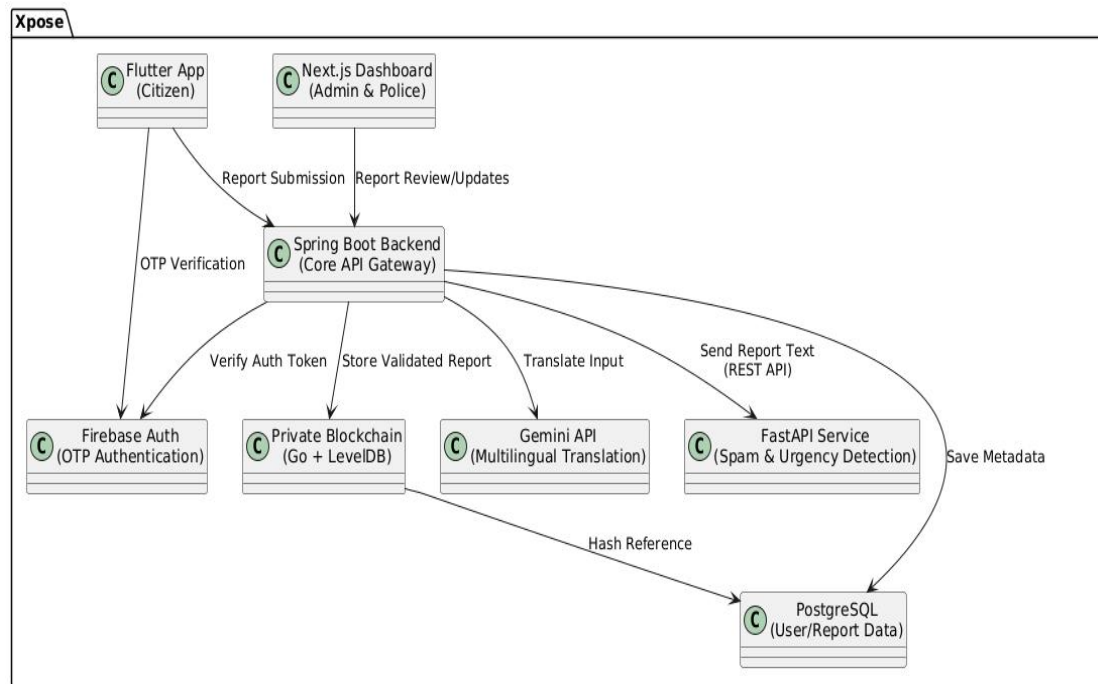 Xpose
C Flutter App
(Citizen)
C Next.js Dashboard
(Admin & Police)
Report Submission
Report Review/Updates
OTP Verification
C Spring Boot Backend
(Core API Gateway)
Verify Auth Token
Store Validated Report
Translate Input
Send Report Text
(REST API)
Save Metadata
C Firebase Auth
(OTP Authentication)
C Private Blockchain
(Go + LevelDB)
C Gemini API
(Multilingual Translation)
C FastAPI Service
(Spam & Urgency Detection)
Hash Reference
C PostgreSQL
(User/Report Data)